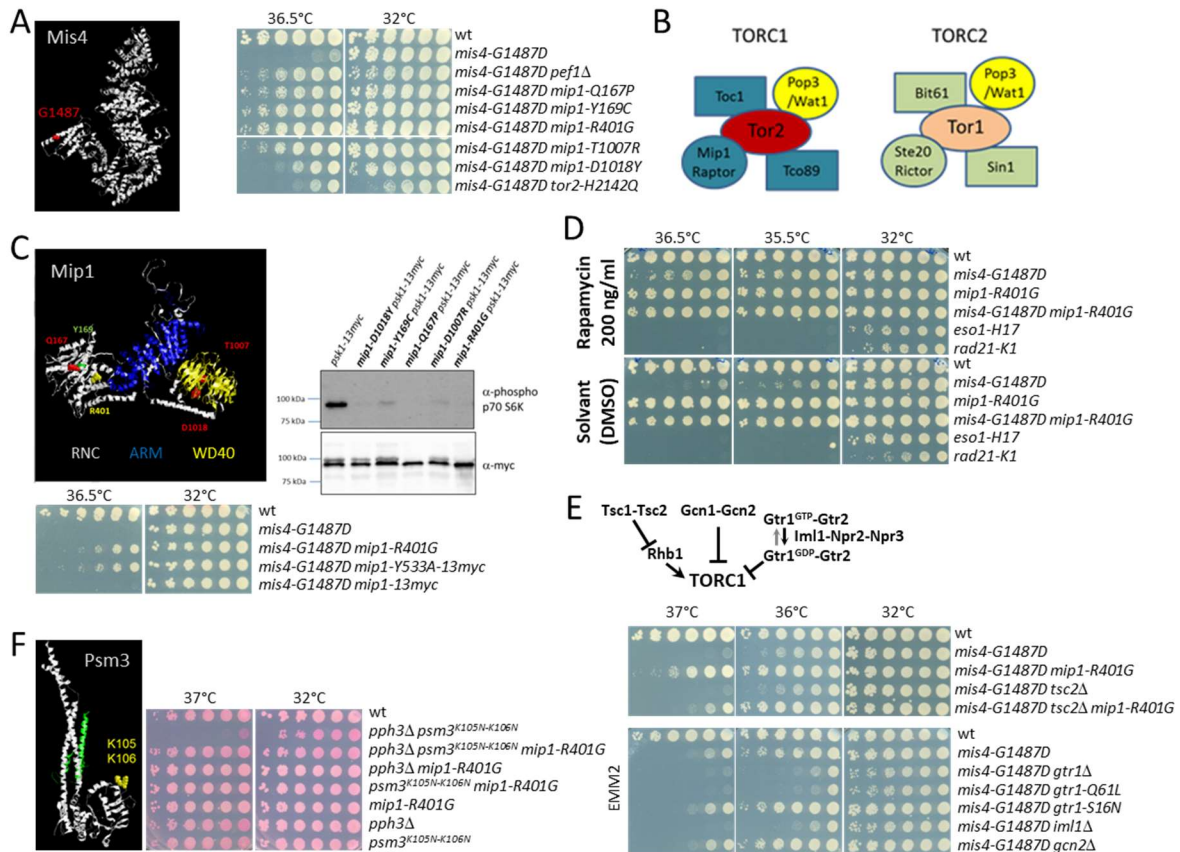 A
Mis4
G1487
36.5°C
32°C
wt
mis4-G1487D
mis4-G1487D pef1Δ
mis4-G1487D mip1-Q167P
mis4-G1487D mip1-Y169C
mis4-G1487D mip1-R401G
mis4-G1487D mip1-T1007R
mis4-G1487D mip1-D1018Y
mis4-G1487D tor2-H2142Q
B
TORC1
TORC2
Toc1
Pop3
/Wat1
Tor2
Mip1
Raptor
Tco89
Bit61
Pop3
/Wat1
Tor1
Ste20
Rictor
Sin1
C
Mip1
Y169
Q167
T1007
R401
D1018
RNC
ARM
WD40
psk1-13myc
mip1-D1018Y psk1-13myc
mip1-Y169C psk1-13myc
mip1-Q167P psk1-13myc
mip1-D1007R psk1-13myc
mip1-R401G psk1-13myc
100 kDa
75 kDa
α-phospho
p70 S6K
100 kDa
75 kDa
α-myc
36.5°C
32°C
wt
mis4-G1487D
mis4-G1487D mip1-R401G
mis4-G1487D mip1-Y533A-13myc
mis4-G1487D mip1-13myc
D
36.5°C
35.5°C
32°C
Rapamycin
200 ng/ml
wt
mis4-G1487D
mip1-R401G
mis4-G1487D mip1-R401G
eso1-H17
rad21-K1
Solvent
(DMSO)
wt
mis4-G1487D
mip1-R401G
mis4-G1487D mip1-R401G
eso1-H17
rad21-K1
E
Tsc1-Tsc2
Gcn1-Gcn2
Gtr1GTP-Gtr2
Iml1-Npr2-Npr3
Rhb1
Gtr1GDP-Gtr2
TORC1
37°C
36°C
32°C
wt
mis4-G1487D
mis4-G1487D mip1-R401G
mis4-G1487D tsc2Δ
mis4-G1487D tsc2Δ mip1-R401G
EMM2
wt
mis4-G1487D
mis4-G1487D gtr1Δ
mis4-G1487D gtr1-Q61L
mis4-G1487D gtr1-S16N
mis4-G1487D iml1Δ
mis4-G1487D gcn2Δ
F
Psm3
K105
K106
37°C
32°C
wt
pph3Δ psm3K105N-K106N
pph3Δ psm3K105N-K106N mip1-R401G
pph3Δ mip1-R401G
psm3K105N-K106N mip1-R401G
mip1-R401G
pph3Δ
psm3K105N-K106N